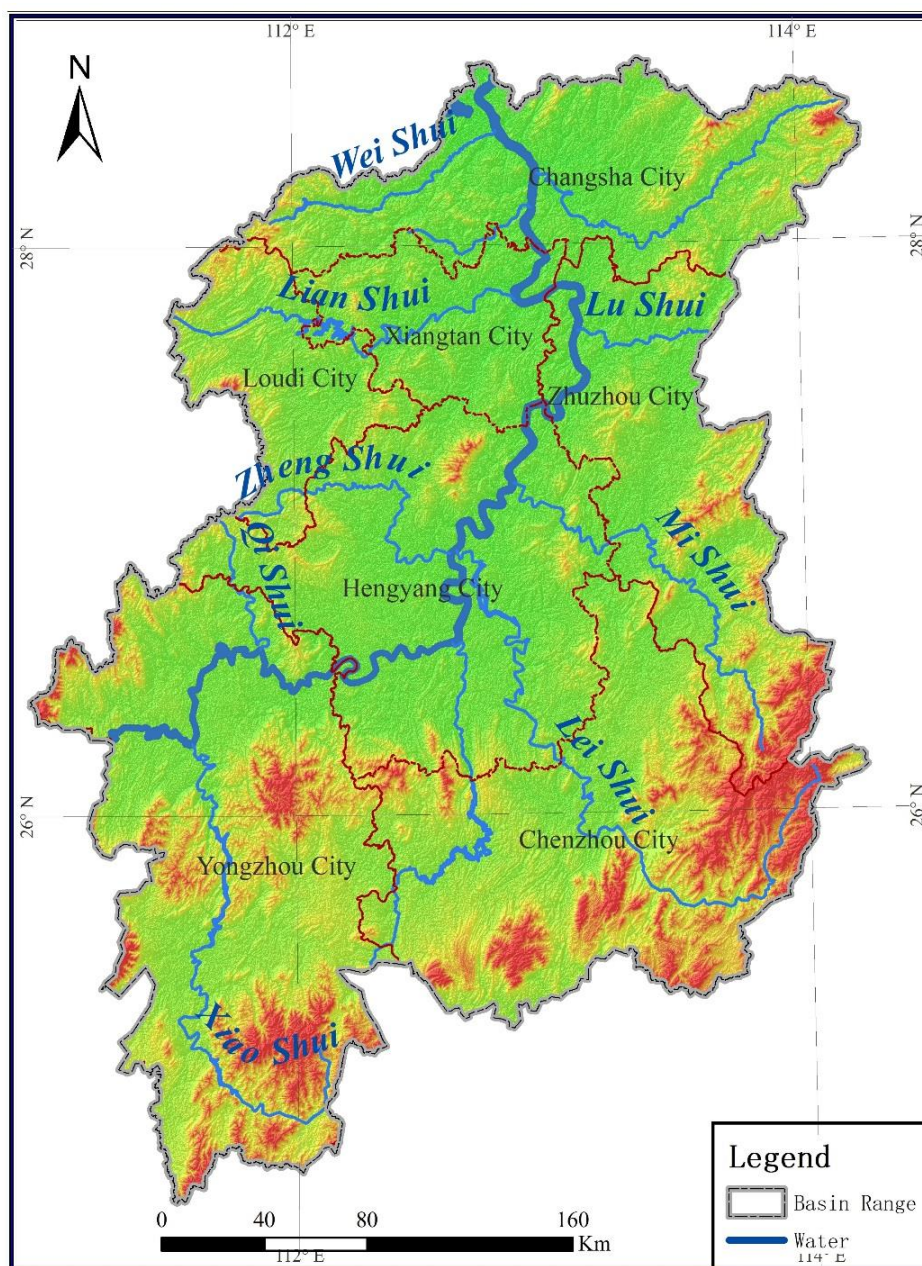 112° E
114° E
N
Wei Shui
Changsha City
28° N
28° N
Lian Shui
Lu Shui
Xiangtan City
Loudi City
Zhuzhou City
Zheng Shui
Qi Shui
Mi Shui
Hengyang City
Lei Shui
26° N
26° N
Chenzhou City
Yongzhou City
Xiao Shui
Legend
Basin Range
Water
0 40 80 160
Km
112° E
114° E